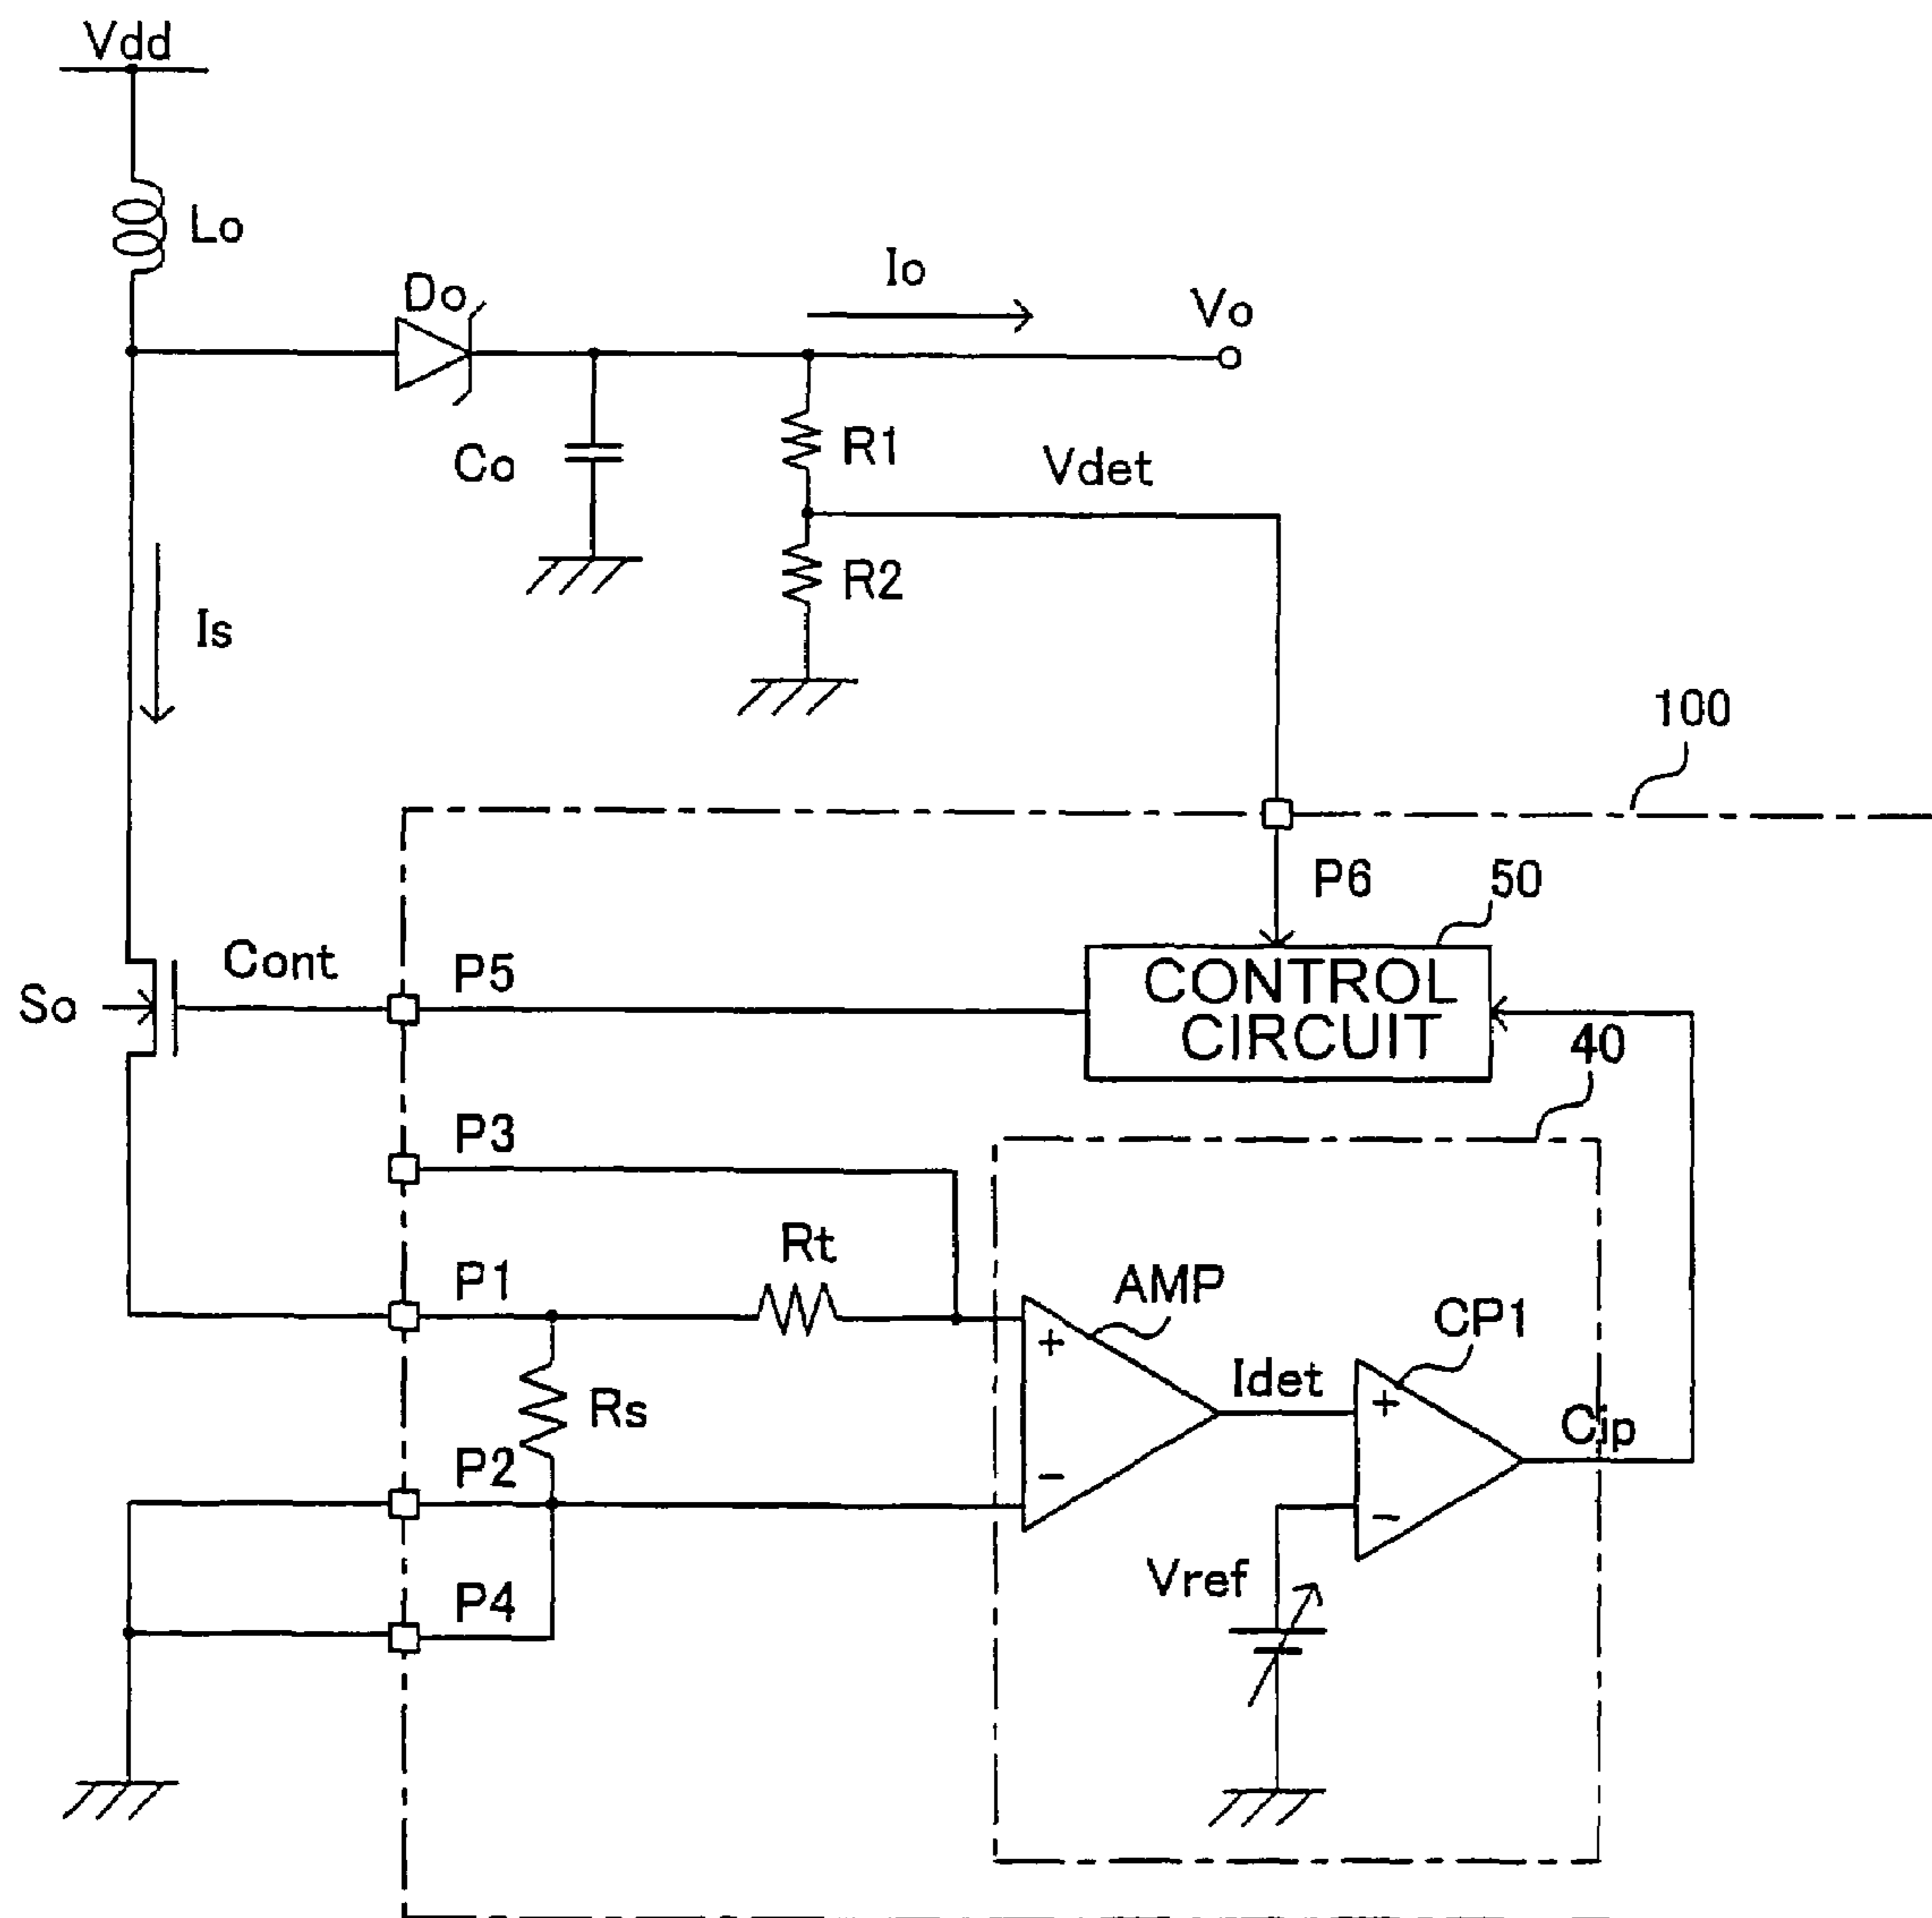 Vdd
Lo
Do
Io
Vo
Co
R1
Vdet
R2
Is
100
P6
50
Cont
P5
So
CONTROL
CIRCUIT
40
P3
Rt
P1
AMP
CP1
+
+
Idet
Rs
Cip
P2
−
−
Vref
P4